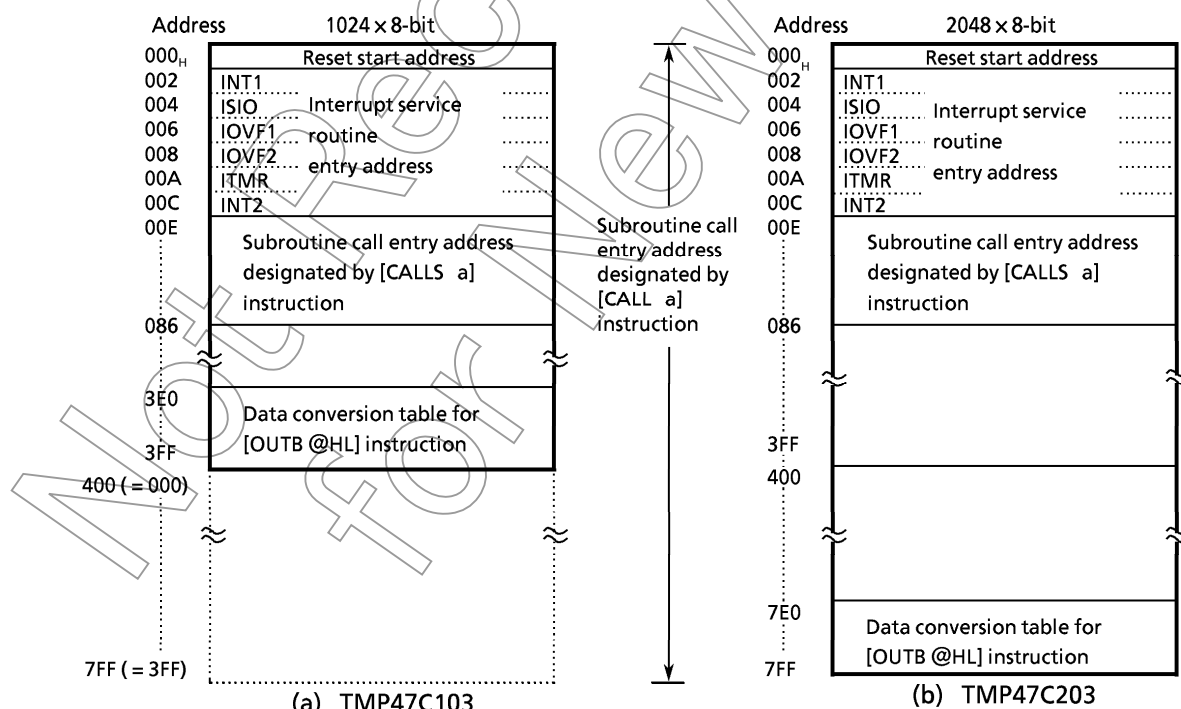 Address 1024 × 8-bit
000H Reset start address
002 INT1
004 ISIO Interrupt service
006 IOVF1 routine
008 IOVF2 entry address
00A ITMR
00C INT2
00E
Subroutine call entry address
designated by [CALLS a]
instruction
086
3E0
Data conversion table for
[OUTB @HL] instruction
3FF
400 ( = 000)
7FF ( = 3FF)
(a) TMP47C103
Subroutine call
entry address
designated by
[CALL a]
instruction
Address 2048 × 8-bit
000H Reset start address
002 INT1
004 ISIO Interrupt service
006 IOVF1 routine
008 IOVF2 entry address
00A ITMR
00C INT2
00E
Subroutine call entry address
designated by [CALLS a]
instruction
086
3FF
400
7E0
Data conversion table for
[OUTB @HL] instruction
7FF
(b) TMP47C203
Not Rec
for New